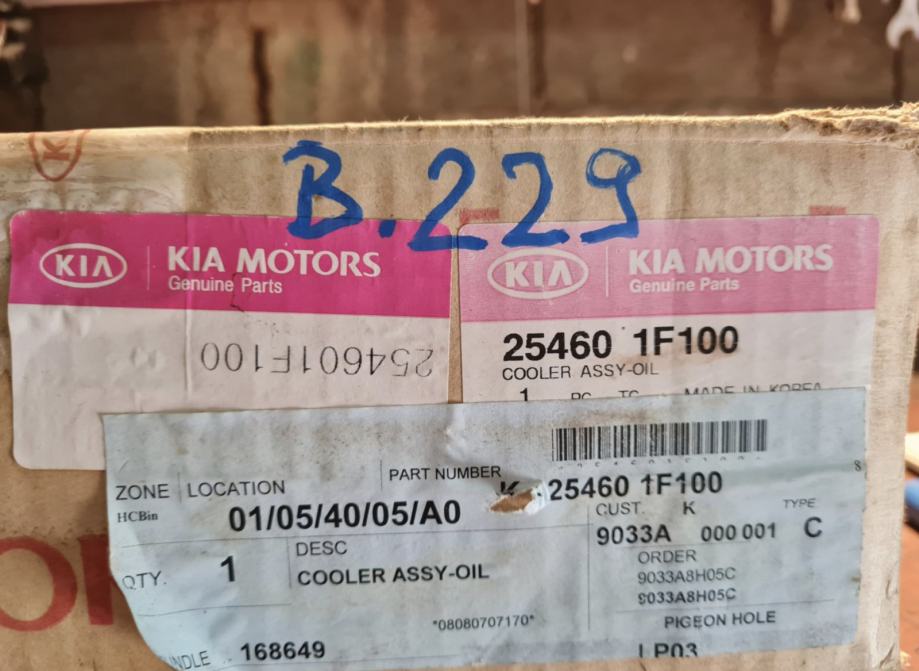 B.229
KIA KIA MOTORS
Genuine Parts
254601F100
KIA KIA MOTORS
Genuine Parts
25460 1F100
COOLER ASSY-OIL
1 PC TC MADE IN KOREA
ZONE LOCATION PART NUMBER
HCBin 01/05/40/05/A0 K 25460 1F100
CUST. K TYPE
9033A 000 001 C
QTY. 1 DESC ORDER
COOLER ASSY-OIL 9033A8H05C
9033A8H05C
*08080707170* PIGEON HOLE
168649 LP03
8